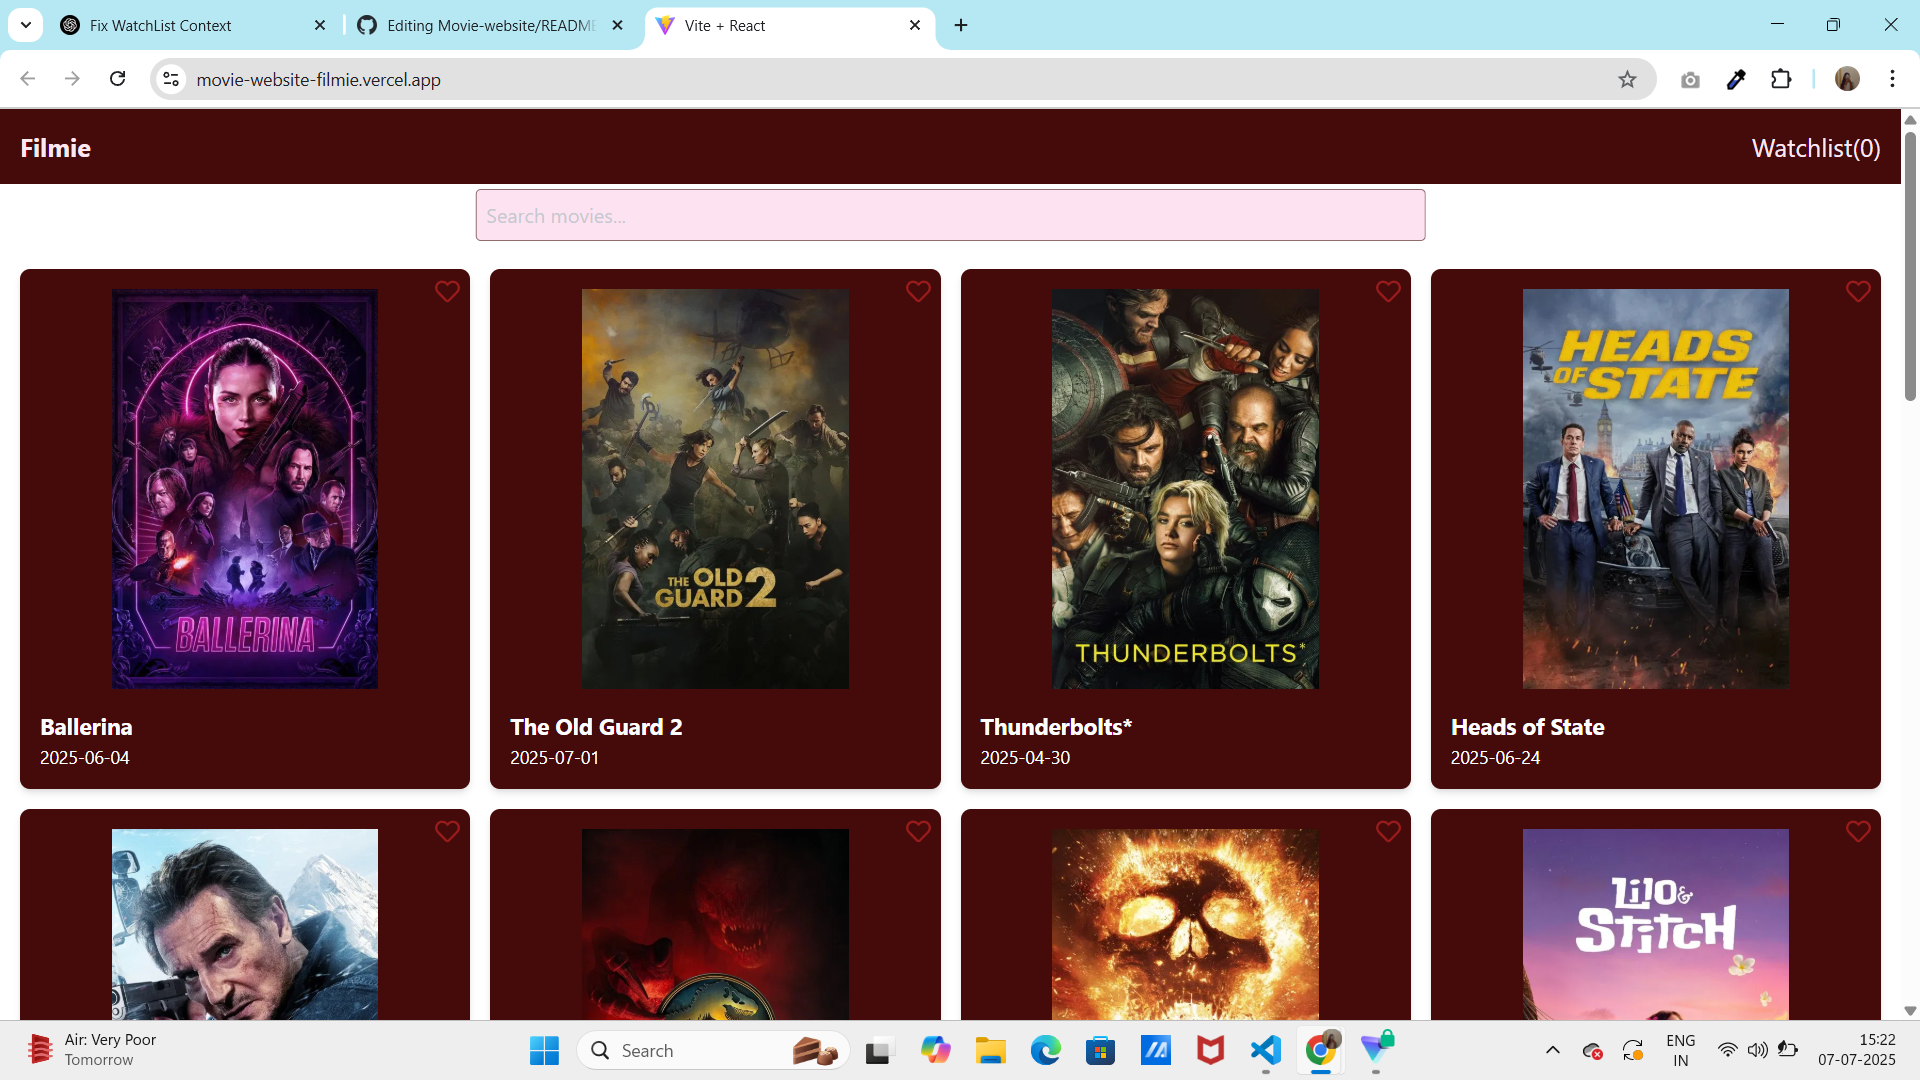 Fix WatchList Context
Editing Movie-website/README
Vite + React
movie-website-filmie.vercel.app
Filmie
Watchlist(0)
Search movies...
BALLERINA
THE OLD
GUARD 2
THUNDERBOLTS*
HEADS
OF STATE
Ballerina
2025-06-04
The Old Guard 2
2025-07-01
Thunderbolts*
2025-04-30
Heads of State
2025-06-24
Lilo &
Stitch
Air: Very Poor
Tomorrow
Search
ENG
IN
15:22
07-07-2025